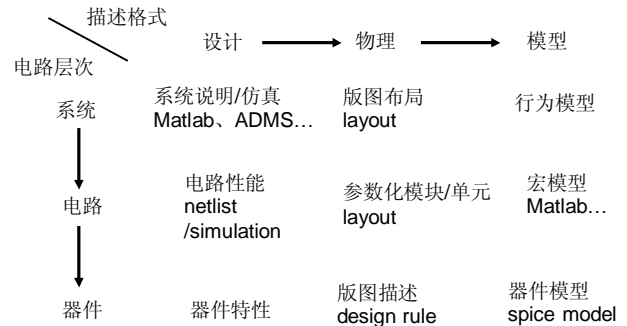 描述格式
电路层次
设计
物理
模型
系统
系统说明/仿真
Matlab、ADMS…
版图布局
layout
行为模型
电路
电路性能
netlist
/simulation
参数化模块/单元
layout
宏模型
Matlab…
器件
器件特性
版图描述
design rule
器件模型
spice model